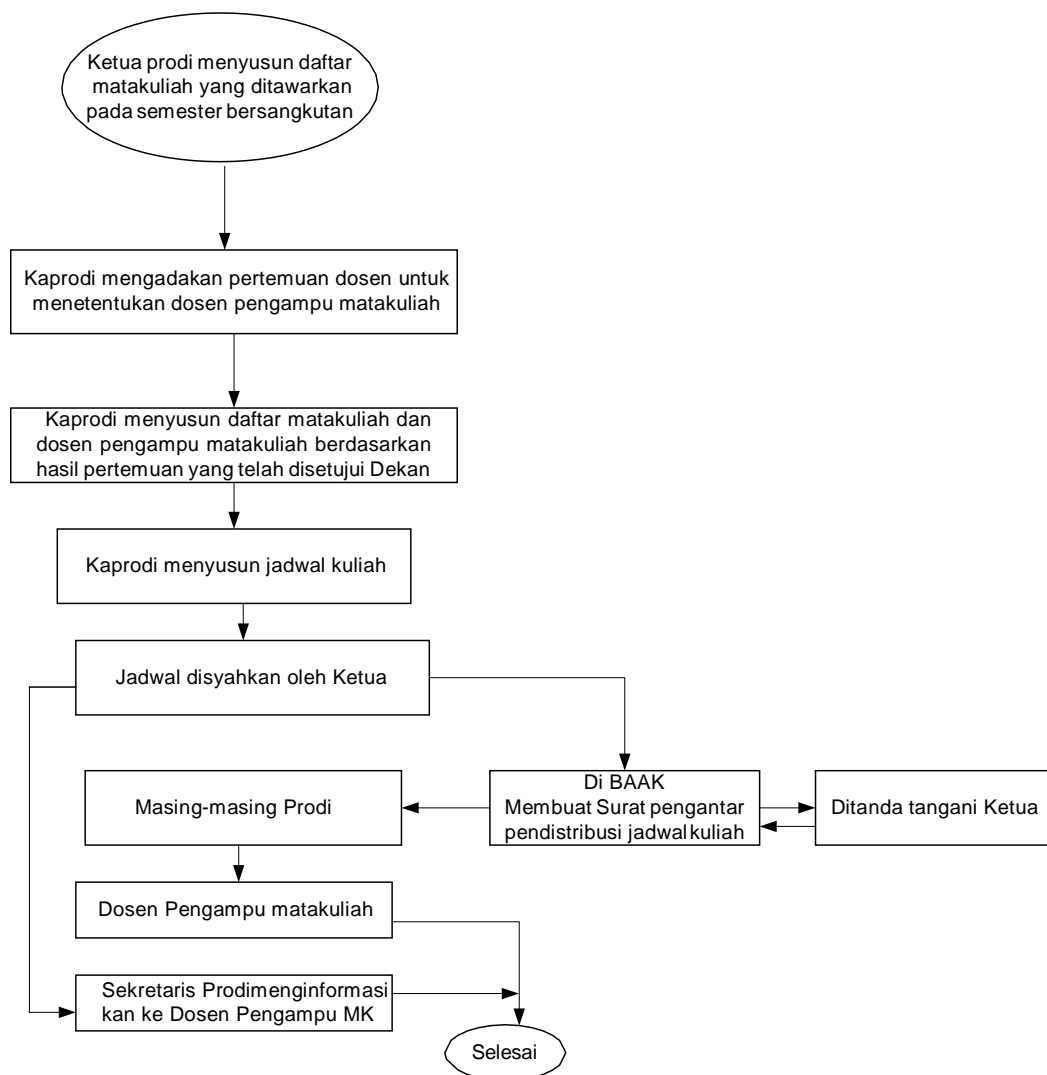 Ketua prodi menyusun daftar
matakuliah yang ditawarkan
pada semester bersangkutan
Kaprodi mengadakan pertemuan dosen untuk
menetentukan dosen pengampu matakuliah
Kaprodi menyusun daftar matakuliah dan
dosen pengampu matakuliah berdasarkan
hasil pertemuan yang telah disetujui Dekan
Kaprodi menyusun jadwal kuliah
Jadwal disyahkan oleh Ketua
Di BAAK
Membuat Surat pengantar
pendistribusi jadwal kuliah
Ditanda tangani Ketua
Masing-masing Prodi
Dosen Pengampu matakuliah
Sekretaris Prodimenginformasi
kan ke Dosen Pengampu MK
Selesai